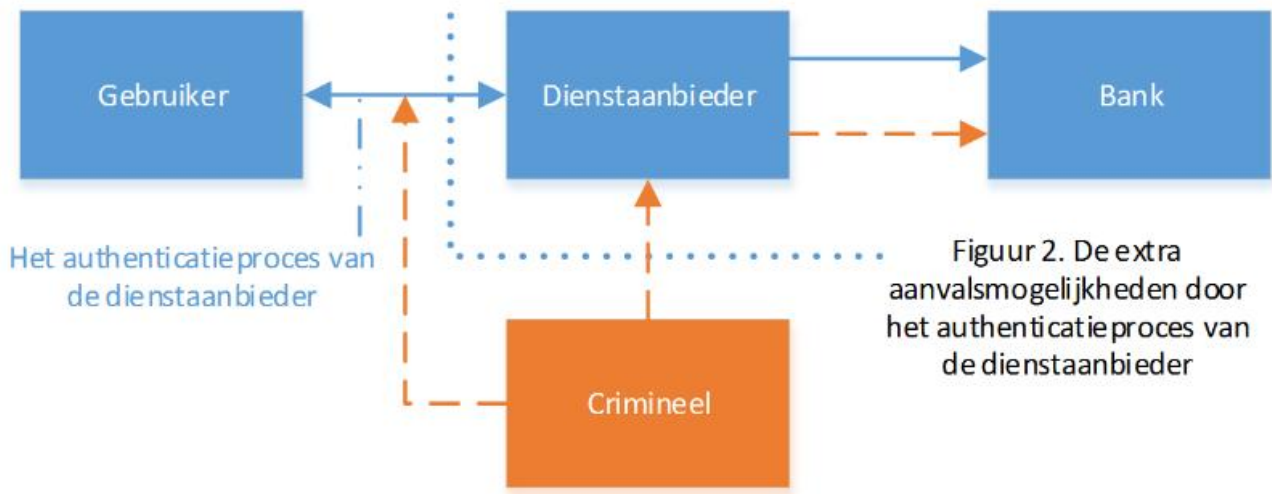 Gebruiker
Dienstaanbieder
Bank
Het authenticatieproces van
de dienstaanbieder
Figuur 2. De extra
aanvalsmogelijkheden door
het authenticatieproces van
de dienstaanbieder
Crimineel